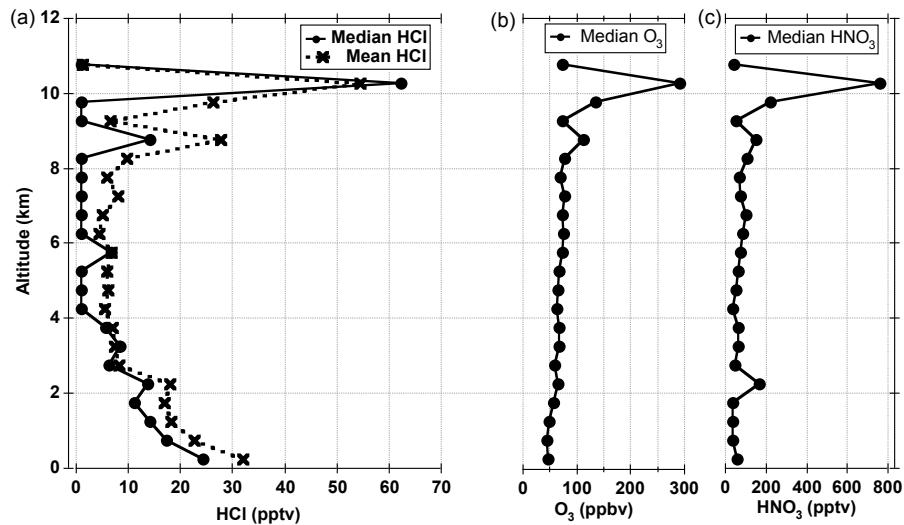 (a)
Median HCl
Mean HCl
(b)
Median O3
(c)
Median HNO3
12
10
8
6
4
2
0
Altitude (km)
0 10 20 30 40 50 60 70
HCl (pptv)
0 100 200 300
O3 (ppbv)
0 200 400 600 800
HNO3 (pptv)